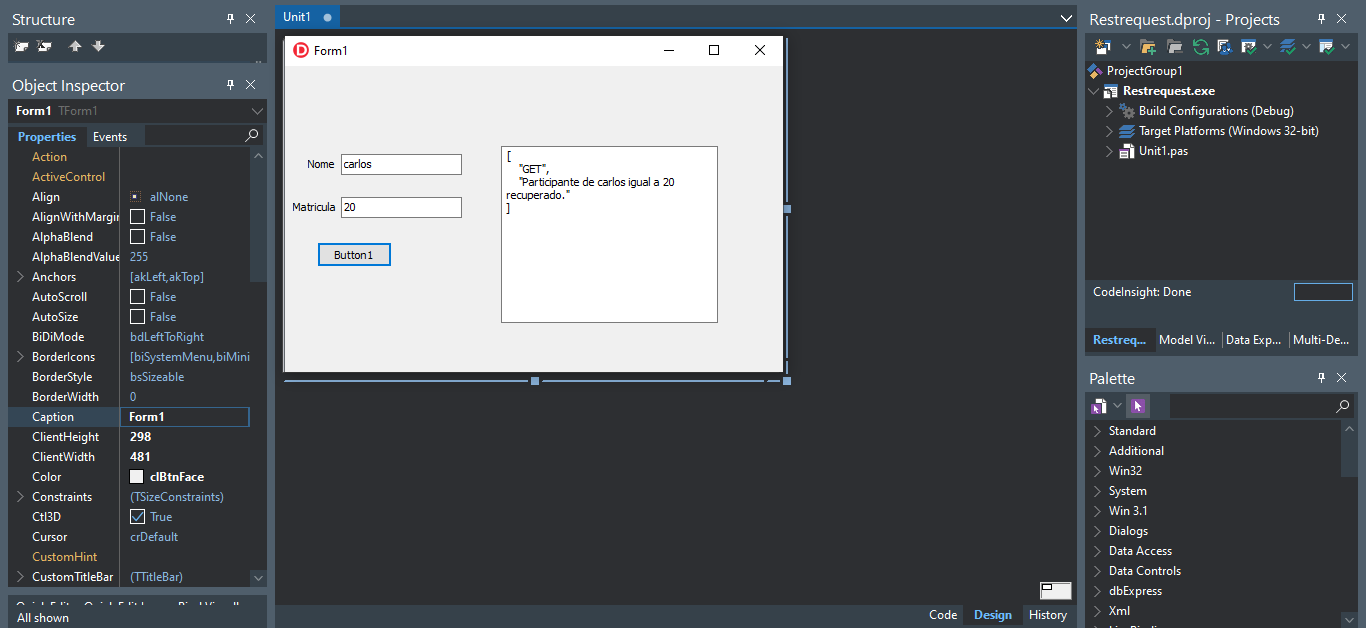 Structure
Object Inspector
Form1 TForm1
Properties Events
Action
ActiveControl
Align alNone
AlignWithMargin False
AlphaBlend False
AlphaBlendValue 255
Anchors [akLeft,akTop]
AutoScroll False
AutoSize False
BiDiMode bdLeftToRight
BorderIcons [biSystemMenu,biMini
BorderStyle bsSizeable
BorderWidth 0
Caption Form1
ClientHeight 298
ClientWidth 481
Color clBtnFace
Constraints (TSizeConstraints)
Ctl3D True
Cursor crDefault
CustomHint
CustomTitleBar (TTitleBar)
All shown
Unit1
Form1
Nome carlos
Matricula 20
Button1
[
"GET",
"Participante de carlos igual a 20
recuperado."
]
Code Design History
Restrequest.dproj - Projects
ProjectGroup1
Restrequest.exe
Build Configurations (Debug)
Target Platforms (Windows 32-bit)
Unit1.pas
CodeInsight: Done
Restreq... Model Vi... Data Exp... Multi-De...
Palette
Standard
Additional
Win32
System
Win 3.1
Dialogs
Data Access
Data Controls
dbExpress
Xml